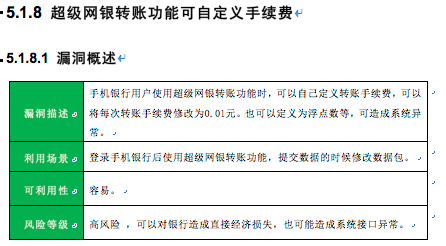 5.1.8 超级网银转账功能可自定义手续费
5.1.8.1 漏洞概述
漏洞描述
手机银行用户使用超级网银转账功能时，可以自己定义转账手续费，可以
将每次转账手续费修改为0.01元。也可以定义为浮点数等，可造成系统异
常。
利用场景
登录手机银行后使用超级网银转账功能，提交数据的时候修改数据包。
可利用性
容易。
风险等级
高风险 ，可以对银行造成直接经济损失，也可能造成系统接口异常。